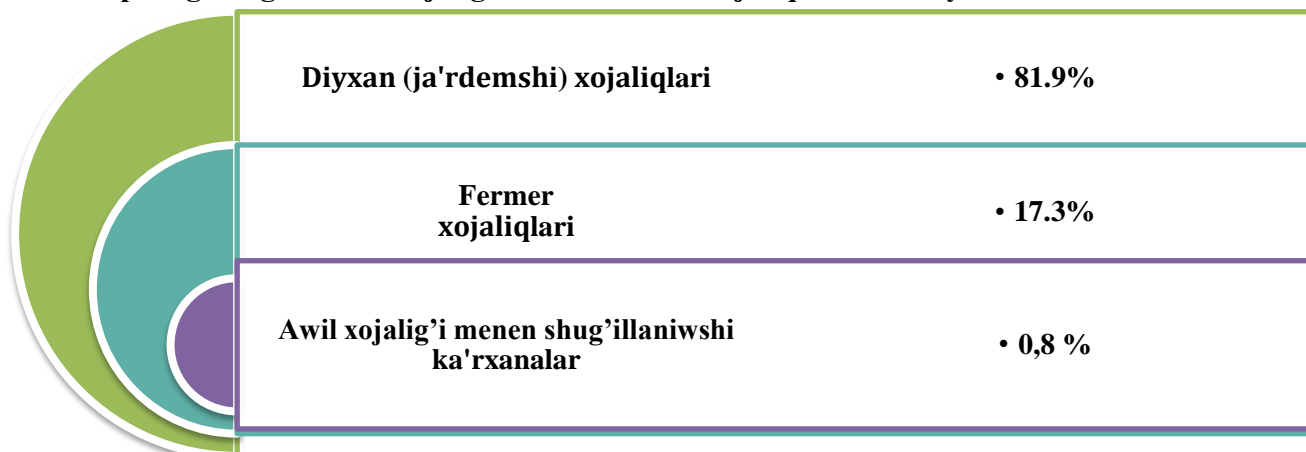 Diyxan (ja'rdemshi) xojaliqlari
• 81.9%
Fermer
xojaliqlari
• 17.3%
Awil xojalig’i menen shug’illaniwshi
ka'rxanalar
• 0,8 %